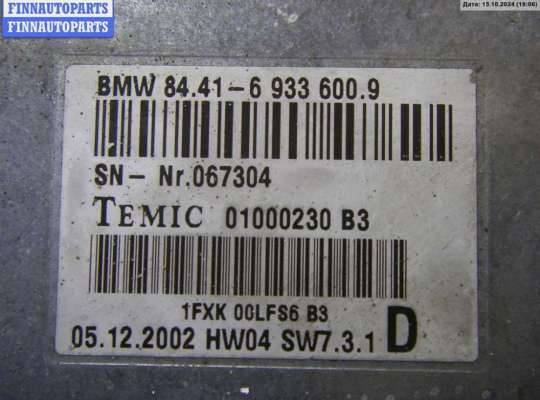 FINNAUTOPARTS
FINNAUTOPARTS
Дата: 15.10.2024 (19:06)
BMW 84.41-6 933 600.9
SN- Nr.067304
TEMIC 01000230 B3
1FXK 00LFS6 B3
05.12.2002 HW04 SW7.3.1 D